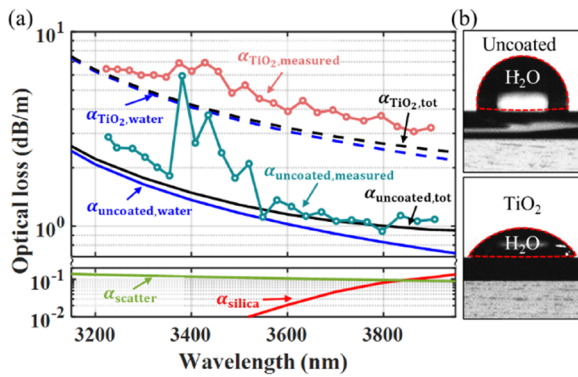 (a)
(b)
10¹
10⁰
10⁻¹
10⁻²
Optical loss (dB/m)
α_TiO₂,measured
α_TiO₂,water
α_TiO₂,tot
α_uncoated,measured
α_uncoated,tot
α_uncoated,water
α_scatter
α_silica
3200 3400 3600 3800
Wavelength (nm)
Uncoated
H₂O
TiO₂
H₂O